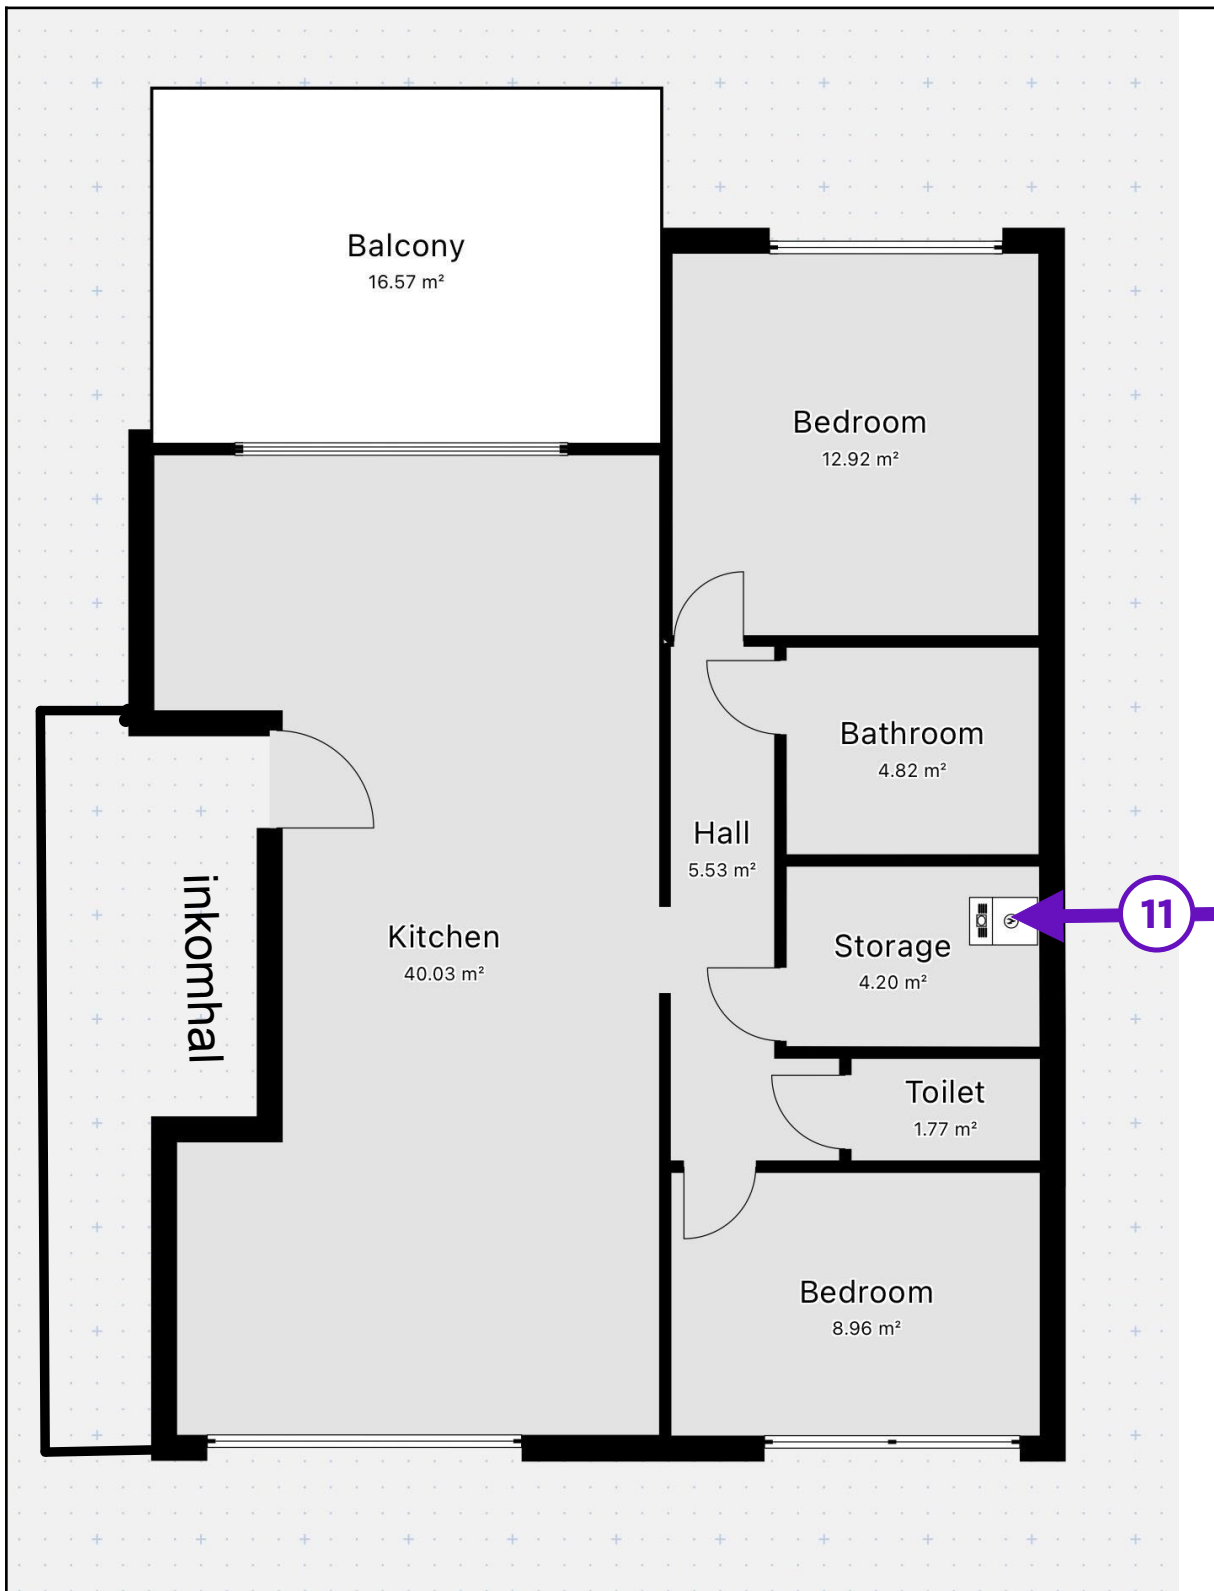 Balcony
16.57 m²
Bedroom
12.92 m²
Bathroom
4.82 m²
Hall
5.53 m²
inkomhal
Kitchen
40.03 m²
Storage
4.20 m²
11
Toilet
1.77 m²
Bedroom
8.96 m²